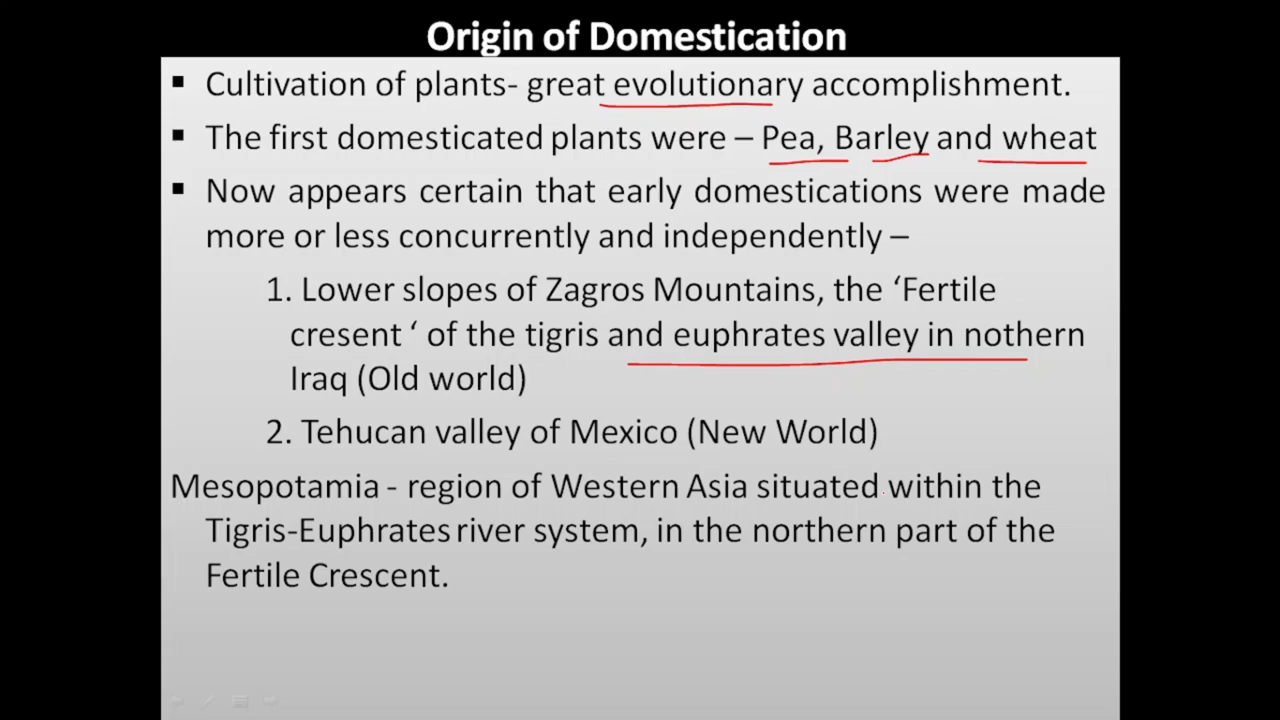 Origin of Domestication
▪ Cultivation of plants- great evolutionary accomplishment.
▪ The first domesticated plants were – Pea, Barley and wheat
▪ Now appears certain that early domestications were made
more or less concurrently and independently –
1. Lower slopes of Zagros Mountains, the ‘Fertile
cresent ‘ of the tigris and euphrates valley in nothern
Iraq (Old world)
2. Tehucan valley of Mexico (New World)
Mesopotamia - region of Western Asia situated within the
Tigris-Euphrates river system, in the northern part of the
Fertile Crescent.